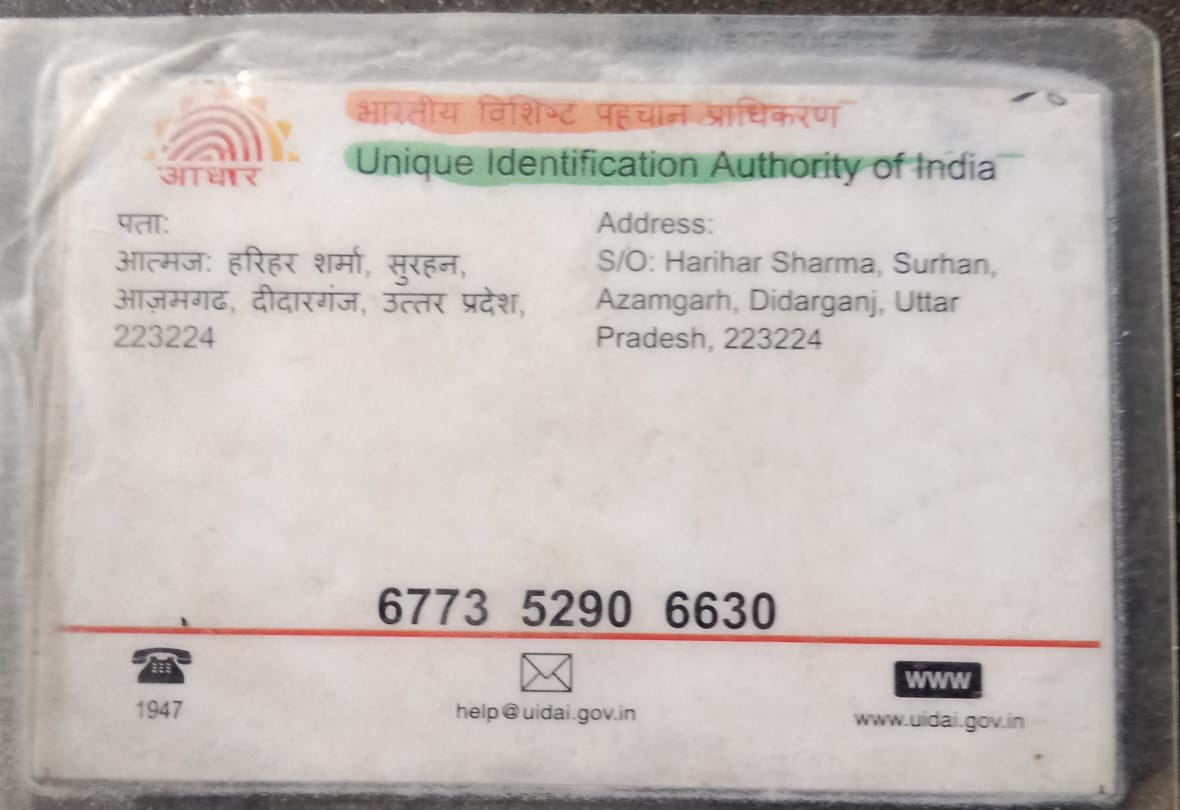 भारतीय विशिष्ट पहचान प्राधिकरण
Unique Identification Authority of India
आधार
पता:
आत्मज: हरिहर शर्मा, सुरहन,
आज़मगढ, दीदारगंज, उत्तर प्रदेश,
223224
Address:
S/O: Harihar Sharma, Surhan,
Azamgarh, Didarganj, Uttar
Pradesh, 223224
6773 5290 6630
1947
help@uidai.gov.in
www
www.uidai.gov.in